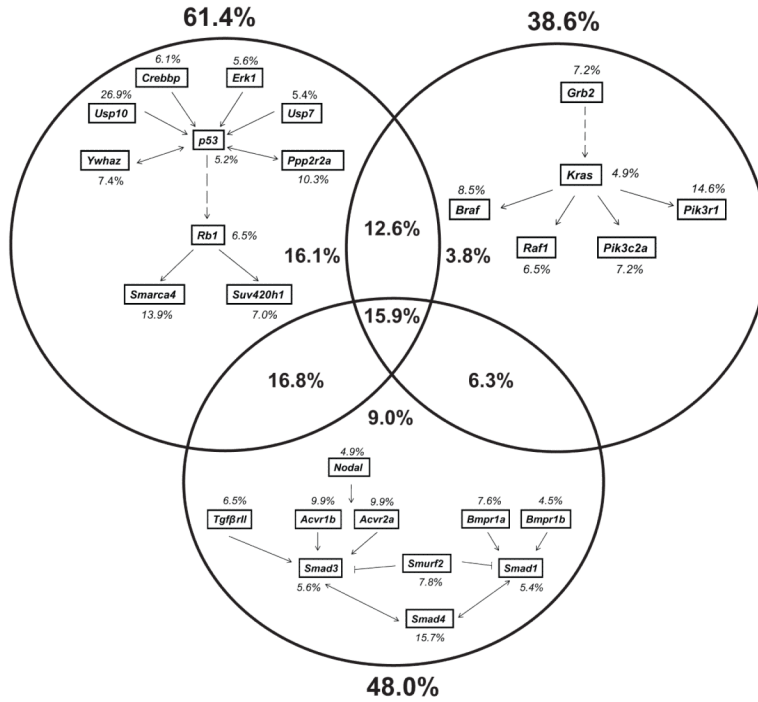 61.4%
38.6%
6.1%
5.6%
Crebbp
Erk1
26.9%
5.4%
Usp10
Usp7
p53
5.2%
Ywhaz
7.4%
Ppp2r2a
10.3%
Rb1
6.5%
Smarca4
13.9%
Suv420h1
7.0%
7.2%
Grb2
Kras
4.9%
8.5%
Braf
14.6%
Pik3r1
Raf1
6.5%
Pik3c2a
7.2%
12.6%
16.1%
3.8%
15.9%
16.8%
6.3%
9.0%
4.9%
Nodal
6.5%
9.9%
9.9%
7.6%
4.5%
TgfβrII
Acvr1b
Acvr2a
Bmpr1a
Bmpr1b
Smad3
5.6%
Smurf2
7.8%
Smad1
5.4%
Smad4
15.7%
48.0%